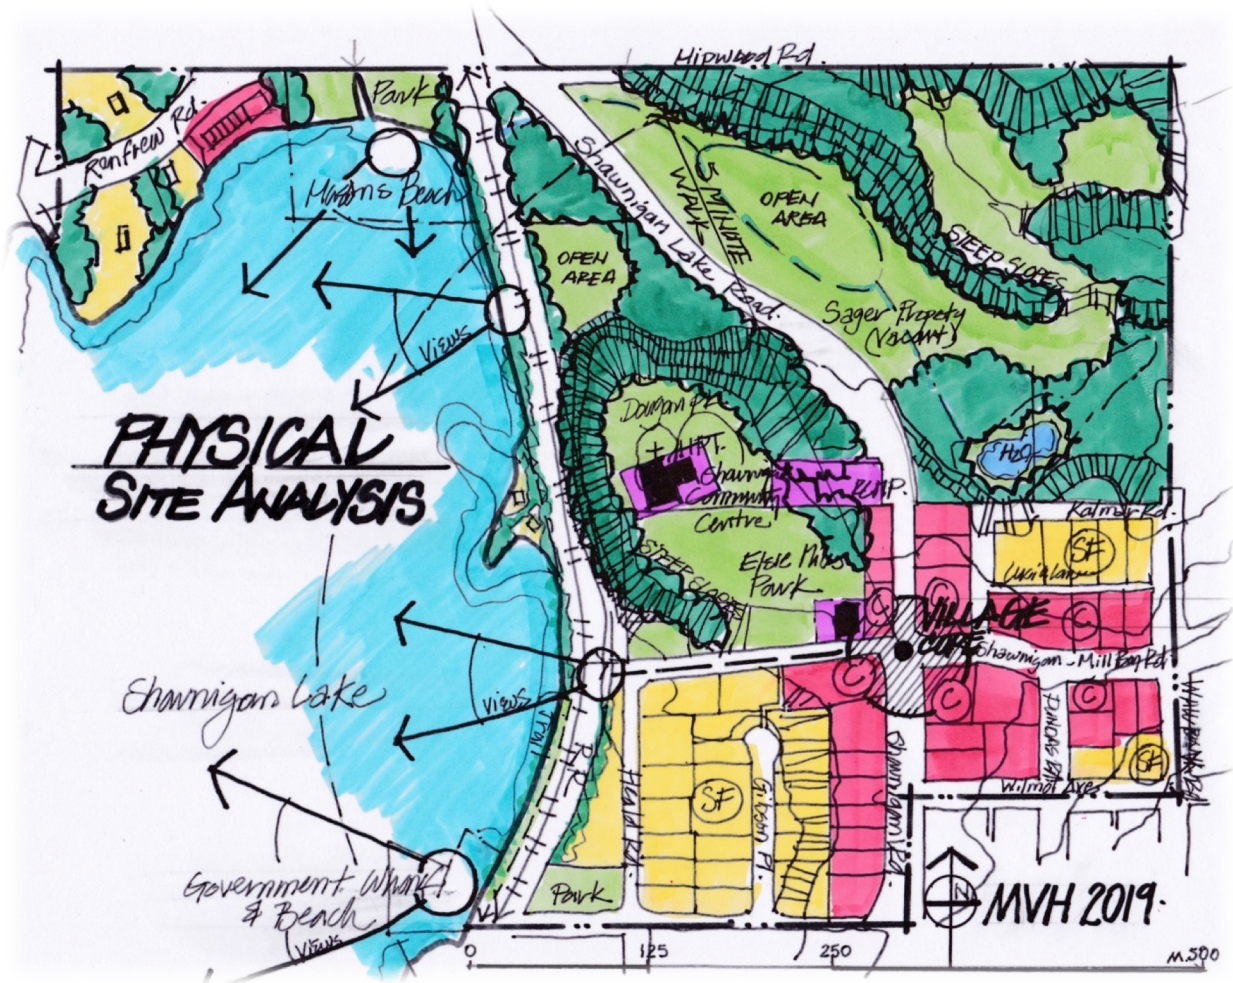 Hipwood Rd.
Park
Renfrew Rd.
Masons Beach
Shawnigan Lake Road.
5 MINUTE
WALK
OPEN
AREA
OPEN
AREA
STEEP SLOPES
Sager Property
(Vacant)
Views
PHYSICAL
SITE ANALYSIS
H2O
Shawnigan
Community
Centre
RCMP.
Kalmar Rd.
SF
Elsie Miles
Park
STEEP SLOPES
C
C
C
VILLAGE
CORE
Shawnigan - Mill Bay Rd.
Shawnigan Lake
Views
Trail
C
C
C
SF
SF
Wilmot Ave.
Gibson Pl.
Government Wharf
& Beach
Views
Park
N
MVH 2019.
0
125
250
M.500